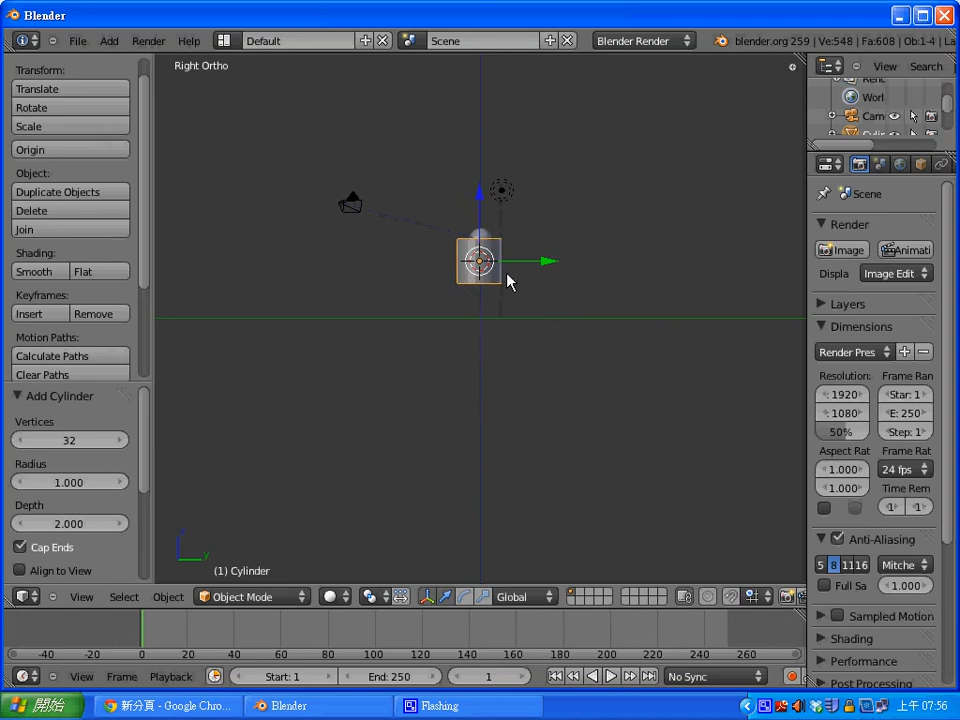 Blender
File Add Render Help Default Scene Blender Render blender.org 259 | Ve:548 | Fa:608 | Ob:1-4 | La
Transform:
Translate
Rotate
Scale
Origin
Object:
Duplicate Objects
Delete
Join
Shading:
Smooth Flat
Keyframes:
Insert Remove
Motion Paths:
Calculate Paths
Clear Paths
Add Cylinder
Vertices
32
Radius
1.000
Depth
2.000
Cap Ends
Align to View
Right Ortho
z
y
(1) Cylinder
View Search
Worl
Cam
Scene
Render
Image Animati
Displa Image Edit
Layers
Dimensions
Render Pres
Resolution: Frame Ran
: 1920 Star: 1
: 1080 E: 250
50% Step: 1
Aspect Rat Frame Rat
1.000 24 fps
1.000 Time Rem
1 1
Anti-Aliasing
5 8 11 16 Mitche
Full Sa 1.000
Sampled Motion
Shading
Performance
Post Processing
View Select Object Object Mode Global
-40 -20 0 20 40 60 80 100 120 140 160 180 200 220 240 260
View Frame Playback Start: 1 End: 250 1 No Sync
開始 新分頁 - Google Chro... Blender Flashing 上午 07:56